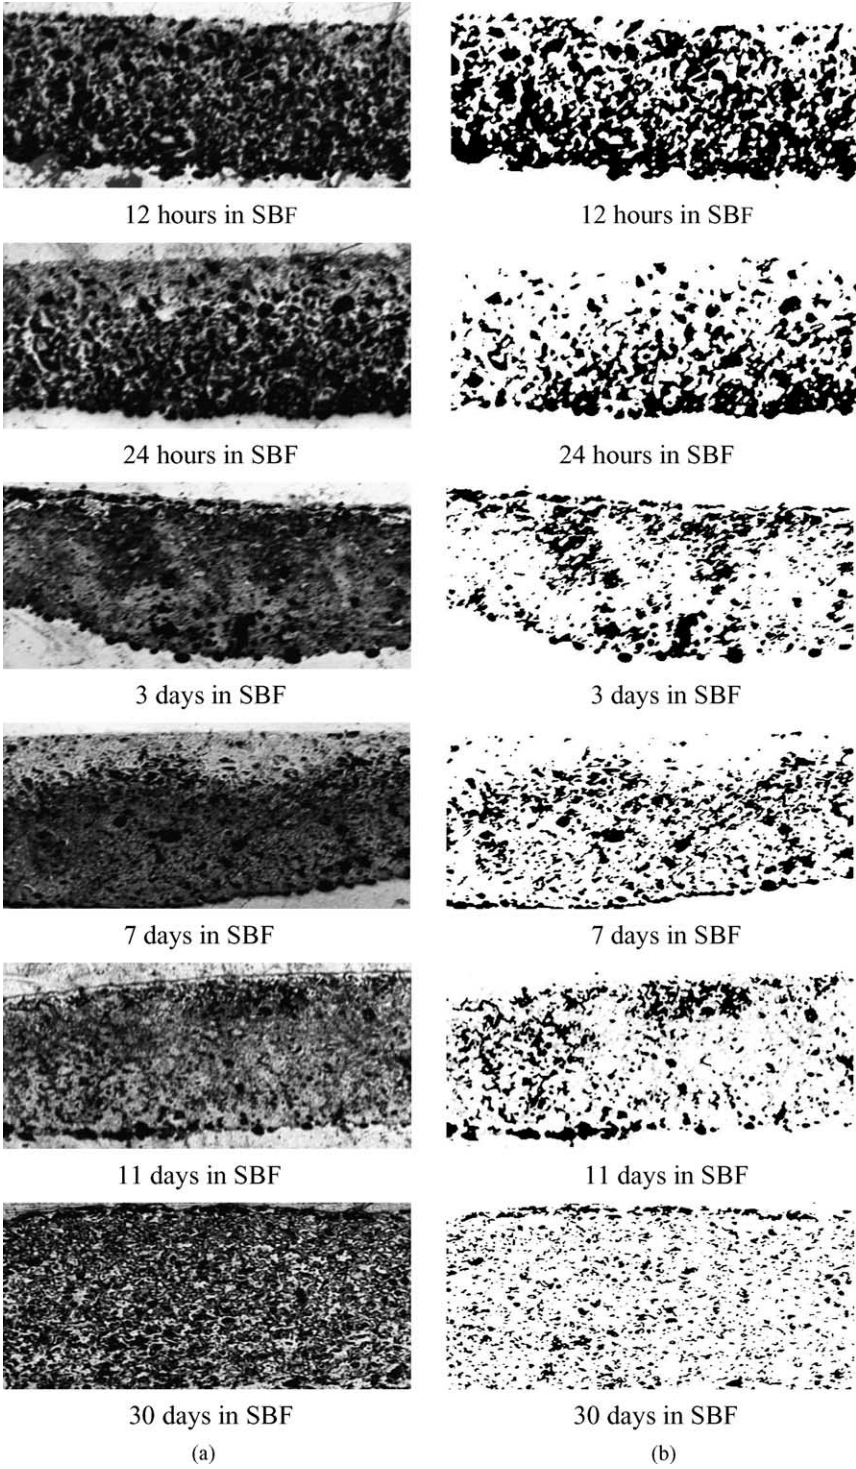 12 hours in SBF 12 hours in SBF
24 hours in SBF 24 hours in SBF
3 days in SBF 3 days in SBF
7 days in SBF 7 days in SBF
11 days in SBF 11 days in SBF
30 days in SBF 30 days in SBF
(a) (b)